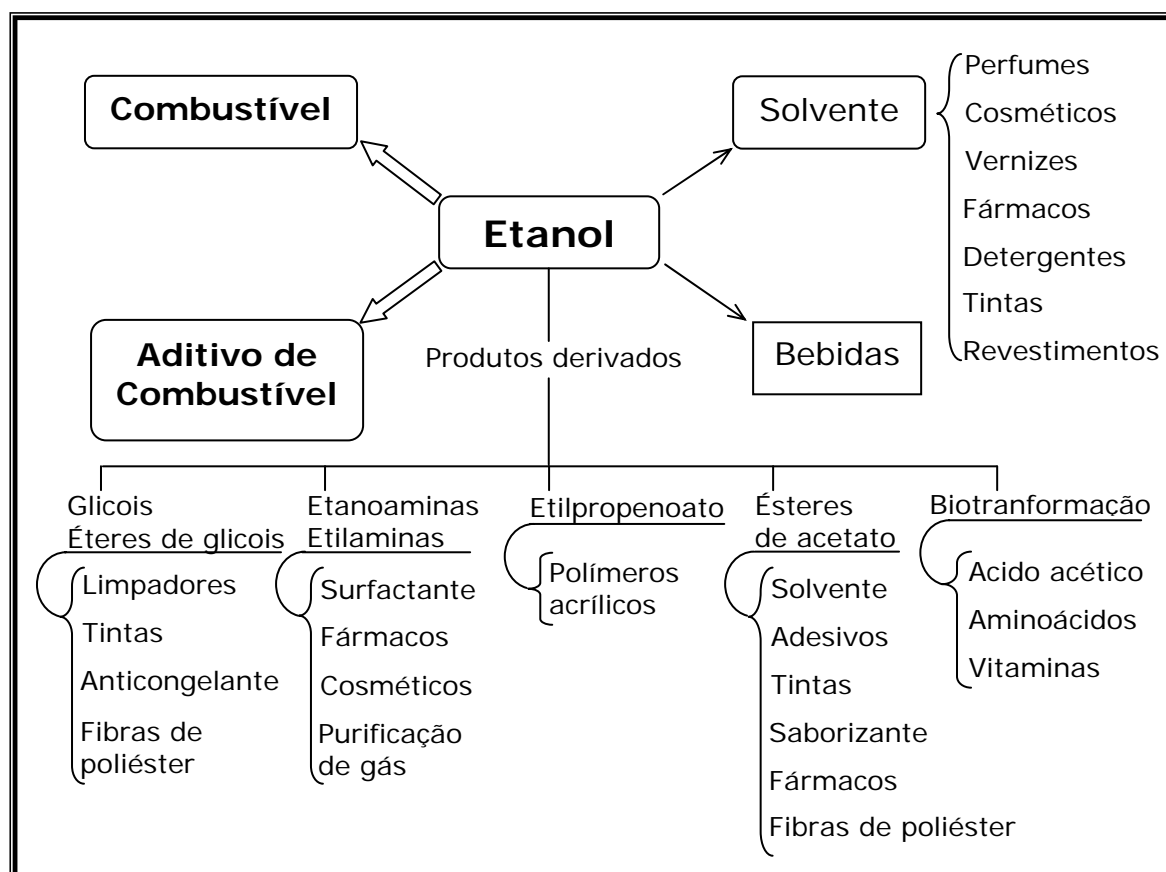 Combustível
Solvente
Perfumes
Cosméticos
Vernizes
Fármacos
Detergentes
Tintas
Revestimentos
Etanol
Aditivo de
Combustível
Produtos derivados
Bebidas
Glicois
Éteres de glicois
Limpadores
Tintas
Anticongelante
Fibras de
poliéster
Etanoaminas
Etilaminas
Surfactante
Fármacos
Cosméticos
Purificação
de gás
Etilpropenoato
Polímeros
acrílicos
Ésteres
de acetato
Solvente
Adesivos
Tintas
Saborizante
Fármacos
Fibras de poliéster
Biotranformação
Acido acético
Aminoácidos
Vitaminas